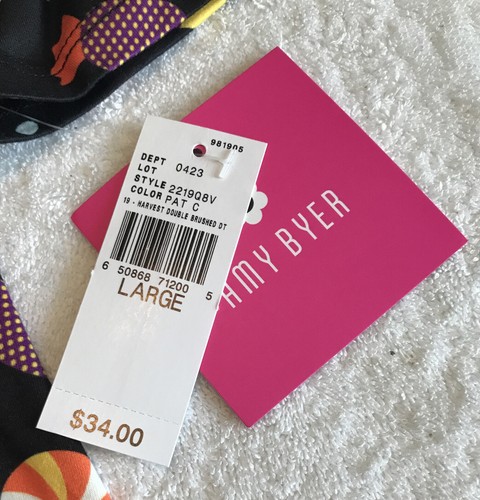 981905
DEPT 0423
LOT
STYLE 2219Q8V
COLOR PAT C
19 - HARVEST DOUBLE BRUSHED DT
6 50868 71200 5
LARGE
$34.00
AMY BYER